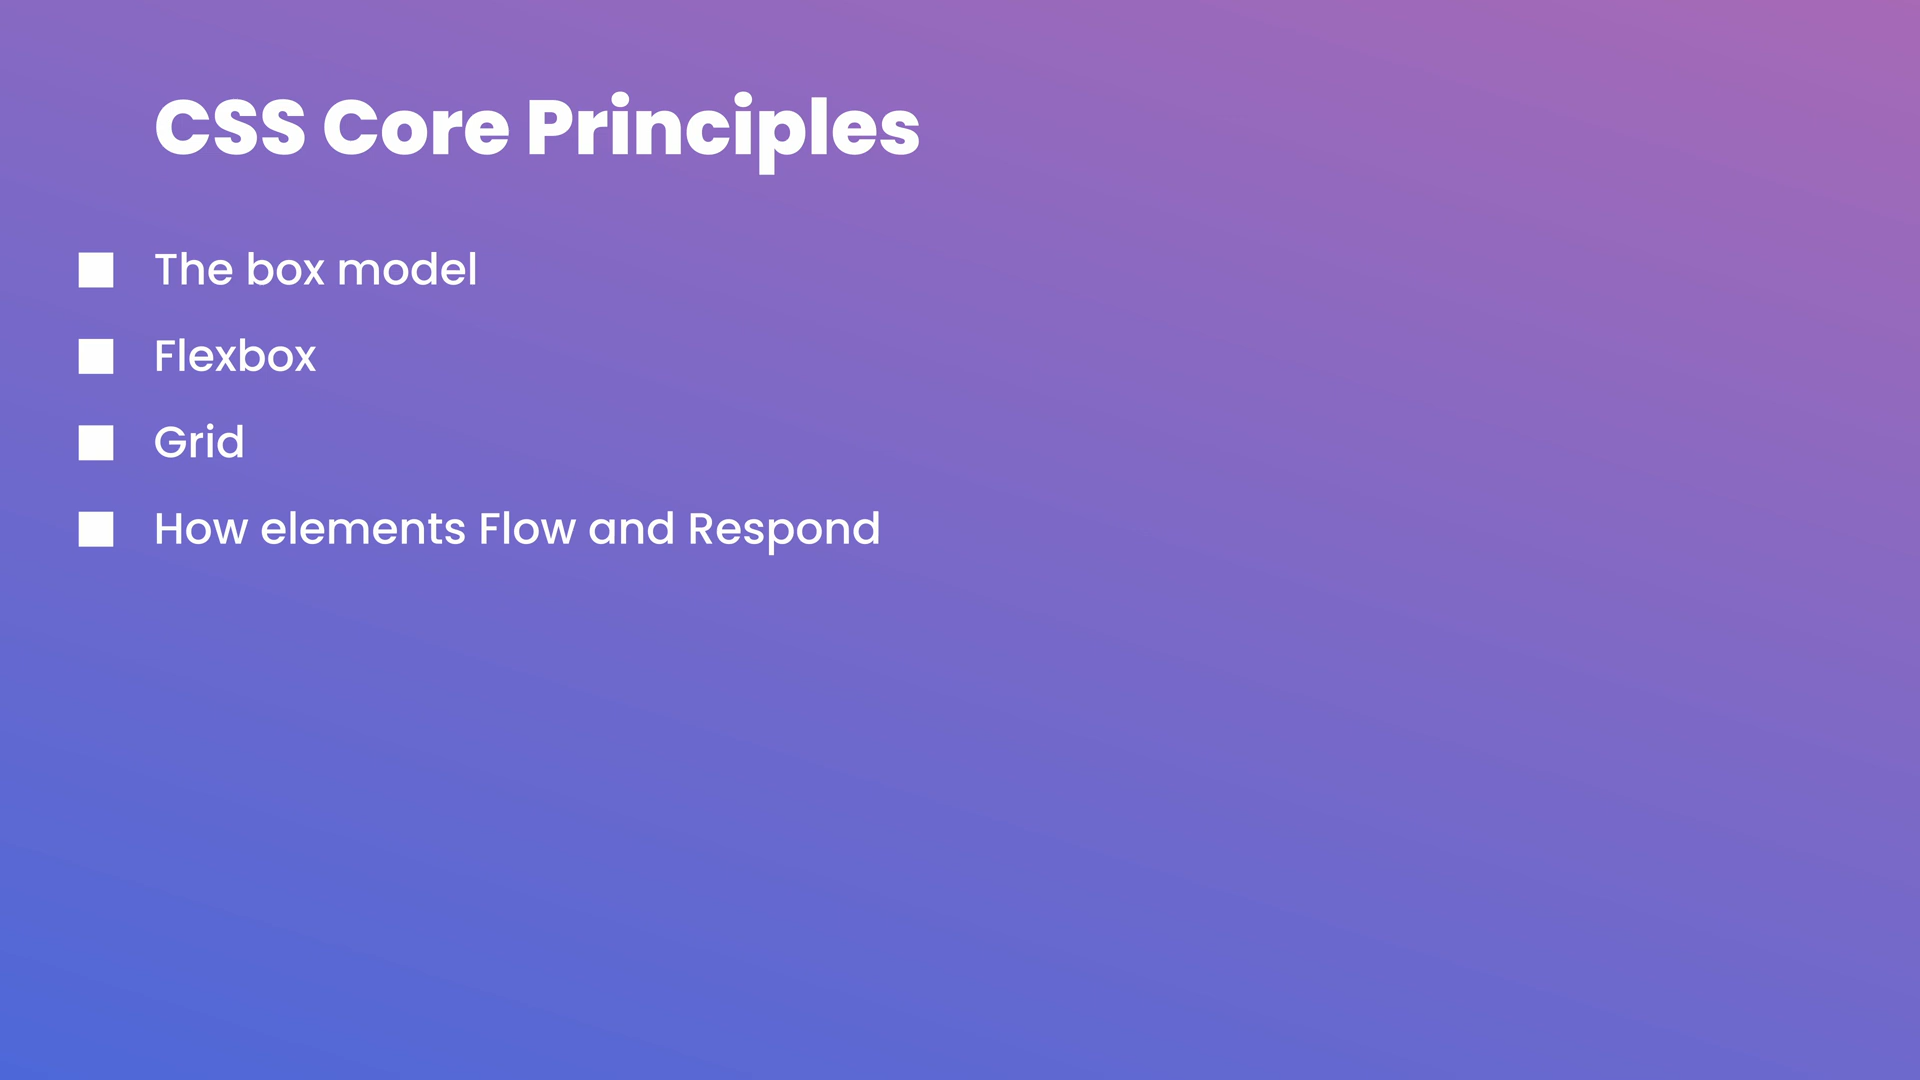 CSS Core Principles
The box model
Flexbox
Grid
How elements Flow and Respond